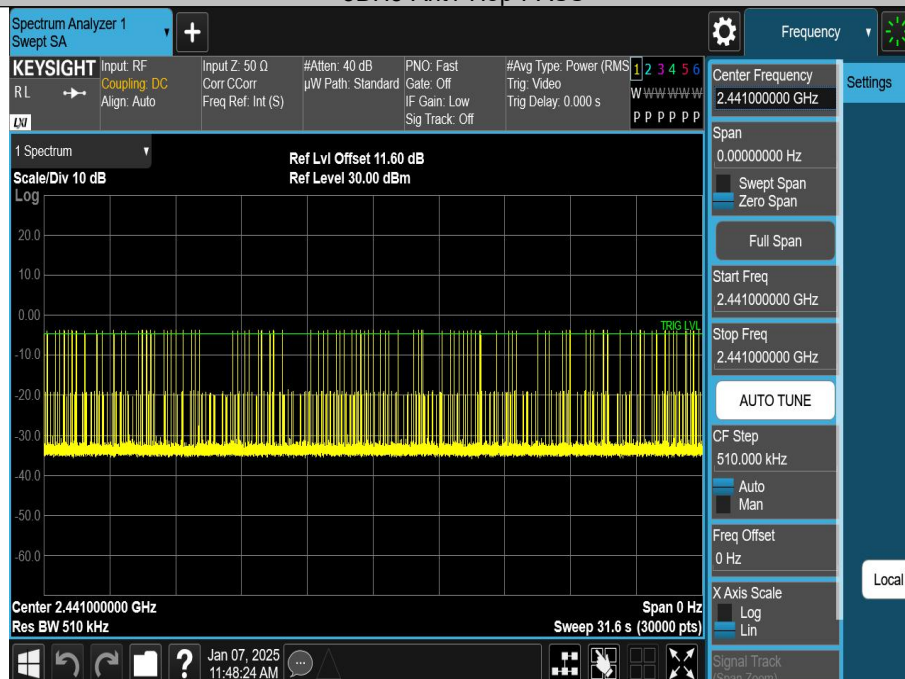 Spectrum Analyzer 1
Swept SA
Frequency
KEYSIGHT
RL
LXI
Input: RF
Coupling: DC
Align: Auto
Input Z: 50 Ω
Corr CCorr
Freq Ref: Int (S)
#Atten: 40 dB
µW Path: Standard
PNO: Fast
Gate: Off
IF Gain: Low
Sig Track: Off
#Avg Type: Power (RMS
Trig: Video
Trig Delay: 0.000 s
1 2 3 4 5 6
W W W W W W
P P P P P P
1 Spectrum
Scale/Div 10 dB
Ref Lvl Offset 11.60 dB
Ref Level 30.00 dBm
Log
20.0
10.0
0.00
TRIG LVL
-10.0
-20.0
-30.0
-40.0
-50.0
-60.0
Center 2.441000000 GHz
Res BW 510 kHz
Span 0 Hz
Sweep 31.6 s (30000 pts)
Jan 07, 2025
11:48:24 AM
Center Frequency
2.441000000 GHz
Settings
Span
0.00000000 Hz
Swept Span
Zero Span
Full Span
Start Freq
2.441000000 GHz
Stop Freq
2.441000000 GHz
AUTO TUNE
CF Step
510.000 kHz
Auto
Man
Freq Offset
0 Hz
Local
X Axis Scale
Log
Lin
Signal Track
(Span Zoom)